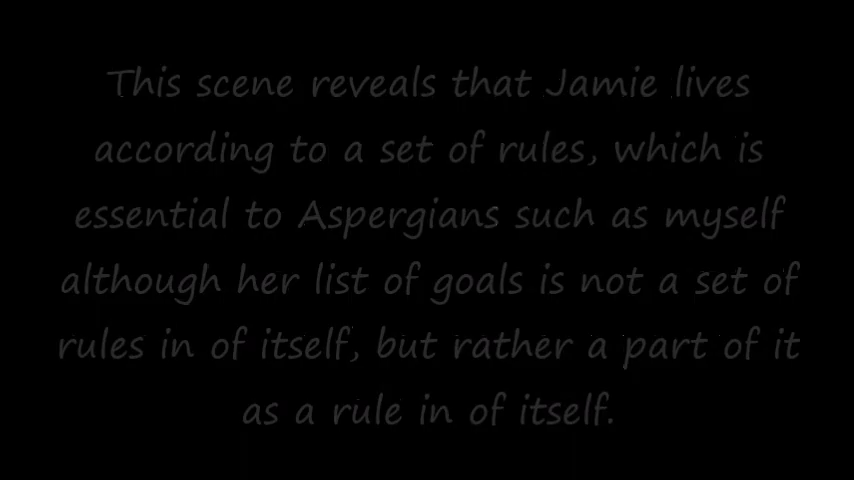 This scene reveals that Jamie lives
according to a set of rules, which is
essential to Aspergians such as myself
although her list of goals is not a set of
rules in of itself, but rather a part of it
as a rule in of itself.